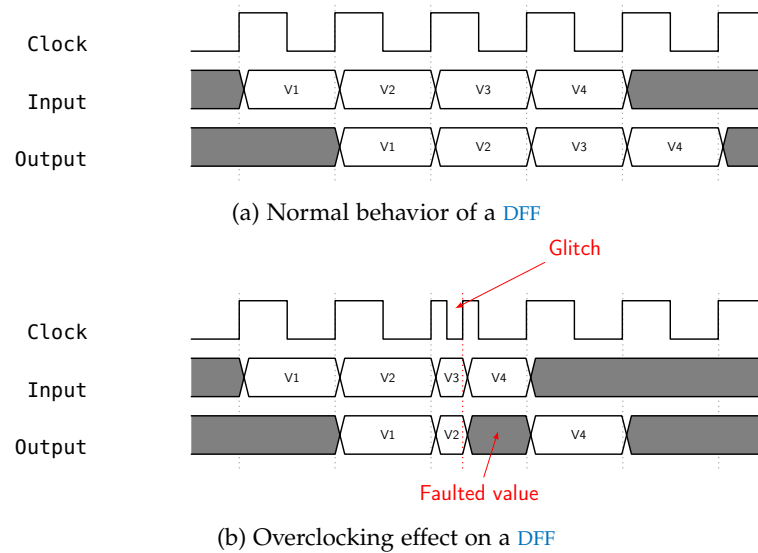 Clock
Input V1 V2 V3 V4
Output V1 V2 V3 V4
(a) Normal behavior of a DFF
Glitch
Clock
Input V1 V2 V3 V4
Output V1 V2 V4
Faulted value
(b) Overclocking effect on a DFF